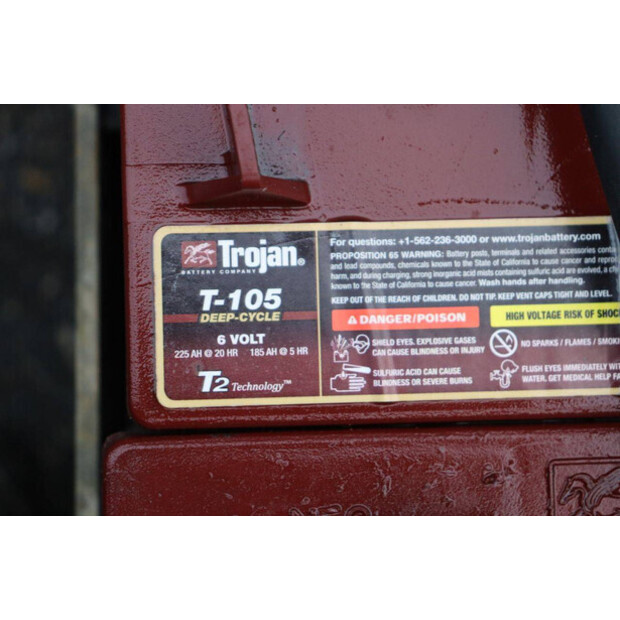 Trojan®
BATTERY COMPANY
T-105
DEEP-CYCLE
6 VOLT
225 AH @ 20 HR 185 AH @ 5 HR
T2 Technology™
For questions: +1-562-236-3000 or www.trojanbattery.com
PROPOSITION 65 WARNING: Battery posts, terminals and related accessories contain
and lead compounds, chemicals known to the State of California to cause cancer and reprod
harm, and during charging, strong inorganic acid mists containing sulfuric acid are evolved, a
known to the State of California to cause cancer. Wash hands after handling.
KEEP OUT OF THE REACH OF CHILDREN. DO NOT TIP. KEEP VENT CAPS TIGHT AND LEVEL.
DANGER/POISON
HIGH VOLTAGE RISK OF SHOC
SHIELD EYES. EXPLOSIVE GASES
CAN CAUSE BLINDNESS OR INJURY
NO SPARKS / FLAMES / SMOKI
SULFURIC ACID CAN CAUSE
BLINDNESS OR SEVERE BURNS
FLUSH EYES IMMEDIATELY WIT
WATER. GET MEDICAL HELP FA